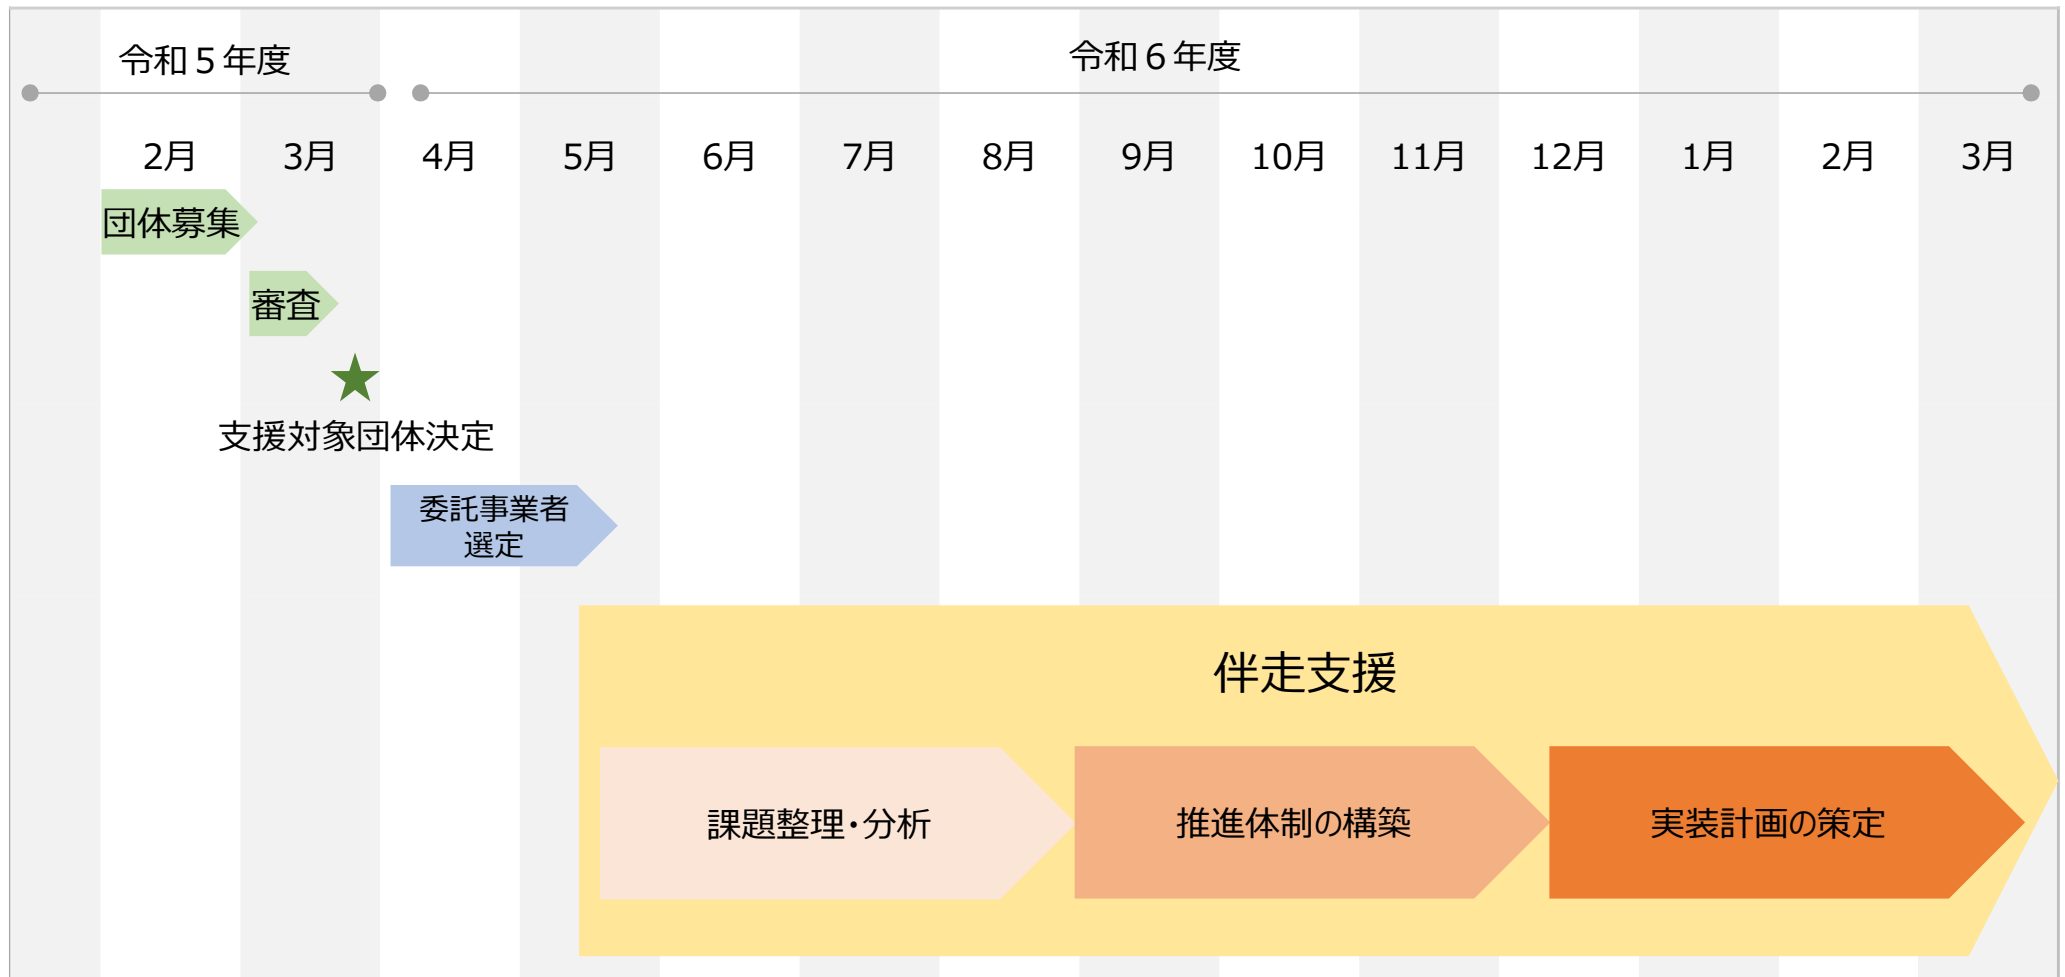 令和５年度
令和６年度
2月
3月
4月
5月
6月
7月
8月
9月
10月
11月
12月
1月
2月
3月
団体募集
審査
支援対象団体決定
委託事業者
選定
伴走支援
課題整理・分析
推進体制の構築
実装計画の策定